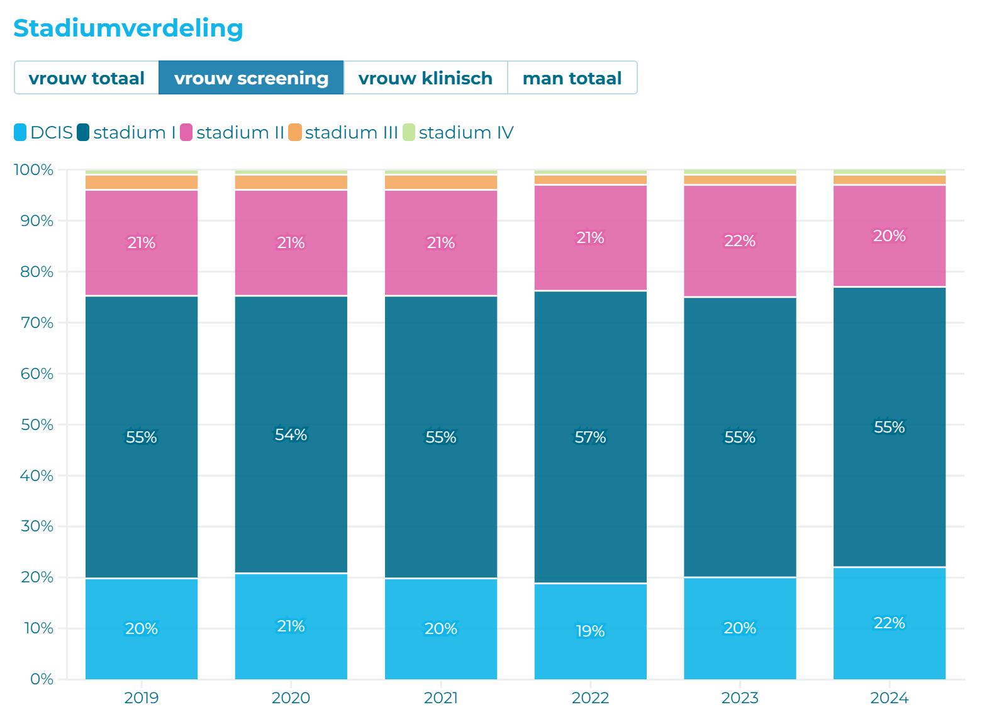 Stadiumverdeling
vrouw totaal vrouw screening vrouw klinisch man totaal
DCIS stadium I stadium II stadium III stadium IV
100%
90%
21% 21% 21% 21% 22% 20%
80%
70%
60%
50%
55% 54% 55% 57% 55% 55%
40%
30%
20%
10%
20% 21% 20% 19% 20% 22%
0%
2019 2020 2021 2022 2023 2024